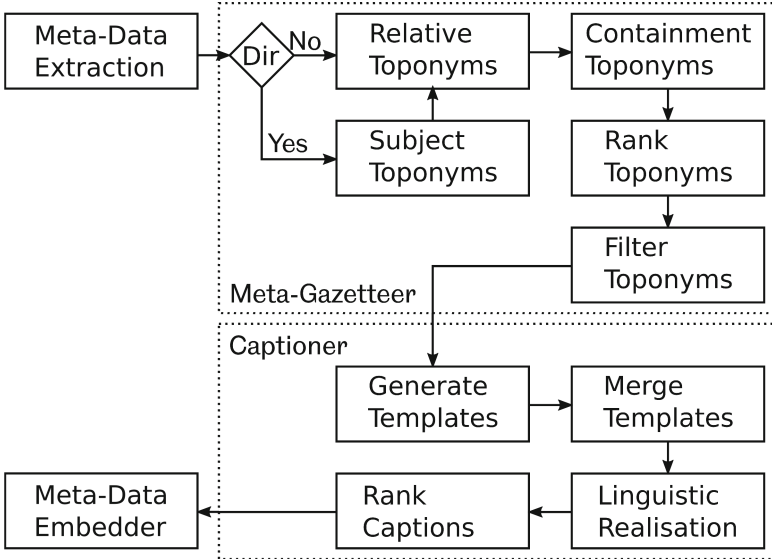 Meta-Data
Extraction
Dir
No
Yes
Relative
Toponyms
Containment
Toponyms
Subject
Toponyms
Rank
Toponyms
Filter
Toponyms
Meta-Gazetteer
Captioner
Generate
Templates
Merge
Templates
Meta-Data
Embedder
Rank
Captions
Linguistic
Realisation